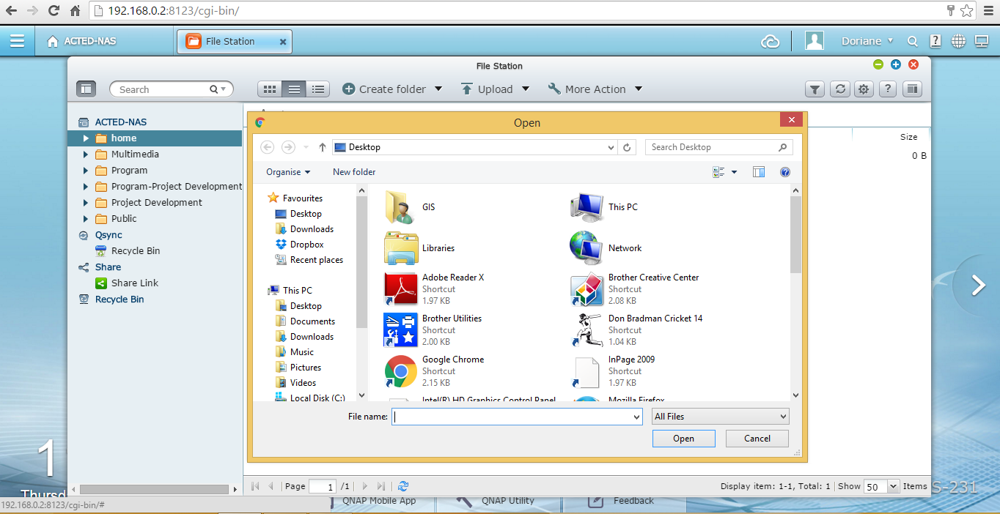 192.168.0.2:8123/cgi-bin/
ACTED-NAS
File Station
Doriane
File Station
Search
Create folder
Upload
More Action
ACTED-NAS
home
Multimedia
Program
Program-Project Development
Project Development
Public
Qsync
Recycle Bin
Share
Share Link
Recycle Bin
Size
0 B
Open
Desktop
Search Desktop
Organise
New folder
Favourites
Desktop
Downloads
Dropbox
Recent places
This PC
Desktop
Documents
Downloads
Music
Pictures
Videos
Local Disk (C:)
GIS
This PC
Libraries
Network
Adobe Reader X
Shortcut
1.97 KB
Brother Creative Center
Shortcut
2.08 KB
Brother Utilities
Shortcut
2.00 KB
Don Bradman Cricket 14
Shortcut
1.04 KB
Google Chrome
Shortcut
2.15 KB
InPage 2009
Shortcut
1.97 KB
Intel(R) HD Graphics Control Panel
Mozilla Firefox
File name:
All Files
Open
Cancel
1
Thursd
Page 1 /1
Display item: 1-1, Total: 1 | Show 50 Items
S-231
192.168.0.2:8123/cgi-bin/#
QNAP Mobile App
QNAP Utility
Feedback